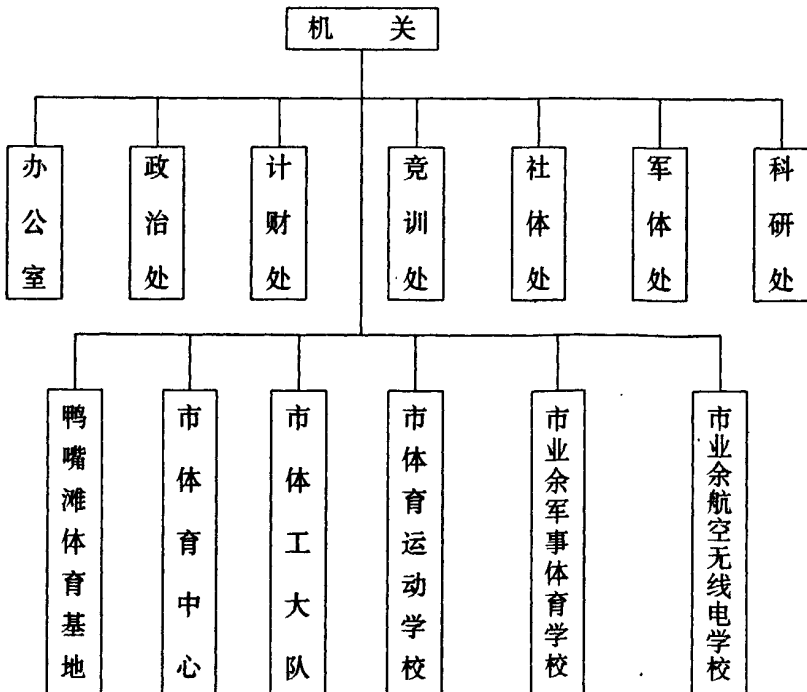 机关
办公室
政治处
计财处
竞训处
社体处
军体处
科研处
鸭嘴滩体育基地
市体育中心
市体工大队
市体育运动学校
市业余军事体育学校
市业余航空无线电学校